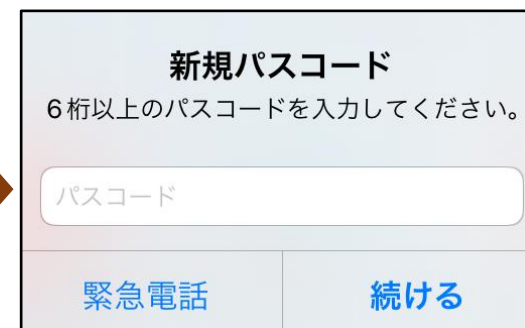 新規パスコード
6桁以上のパスコードを入力してください。
パスコード
緊急電話
続ける